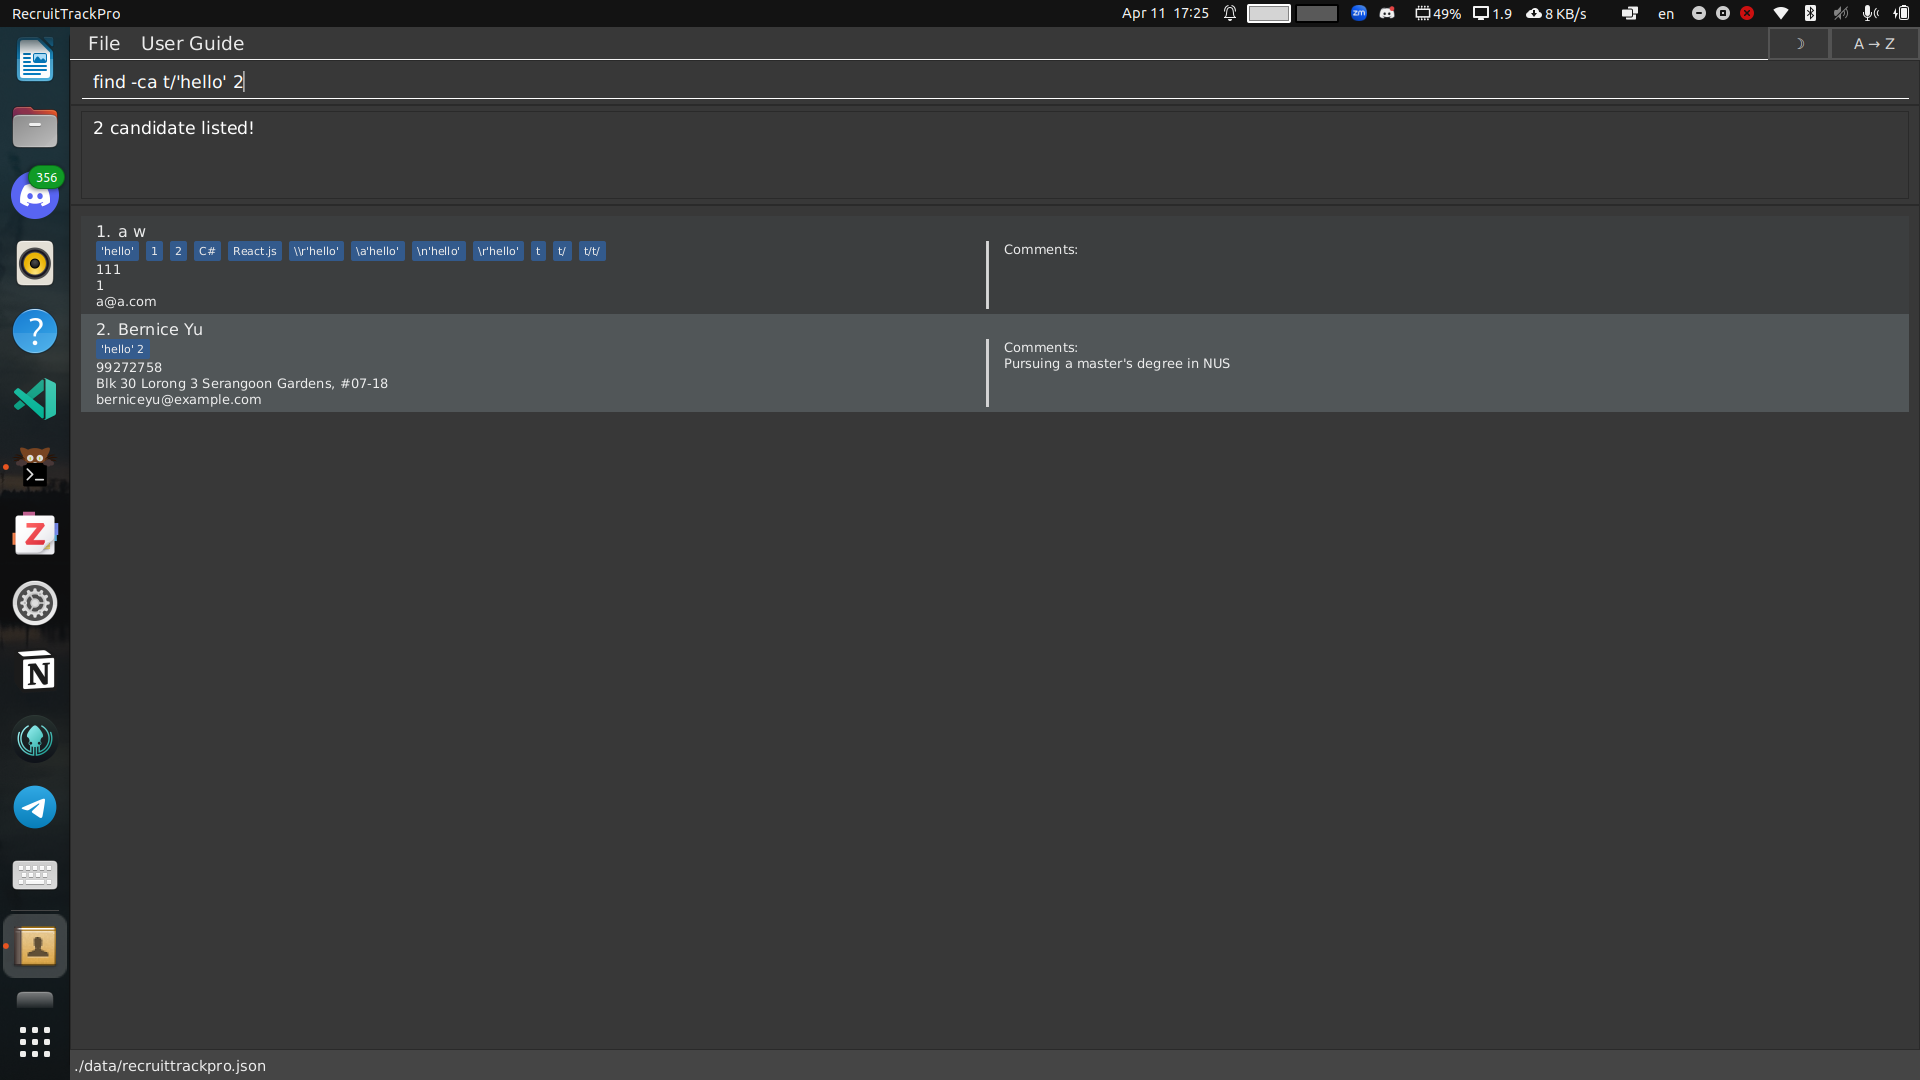 RecruitTrackPro
Apr 11 17:25 zm 49% 1.9 8 KB/s en
File User Guide A → Z
find -ca t/'hello' 2
2 candidate listed!
356
1. a w
'hello' 1 2 C# React.js \\r'hello' \a'hello' \n'hello' \r'hello' t t/ t/t/
111
1
a@a.com
Comments:
2. Bernice Yu
'hello' 2
99272758
Blk 30 Lorong 3 Serangoon Gardens, #07-18
berniceyu@example.com
Comments:
Pursuing a master's degree in NUS
?
>_
Z
N
./data/recruittrackpro.json